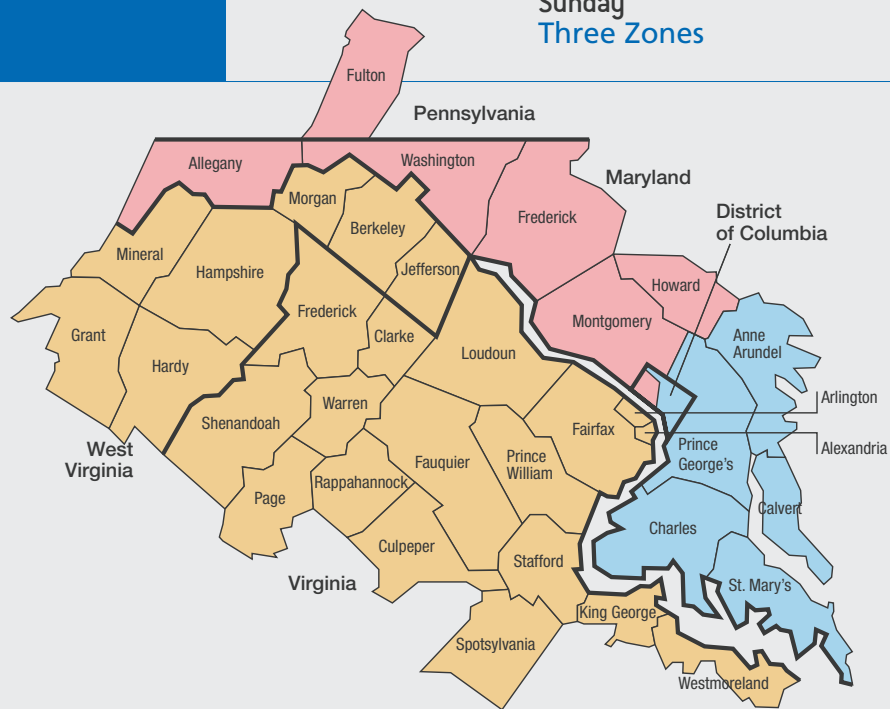 Sunday
Three Zones
Fulton
Pennsylvania
Allegany
Washington
Maryland
Morgan
Frederick
District
of Columbia
Berkeley
Mineral
Hampshire
Jefferson
Howard
Frederick
Montgomery
Grant
Clarke
Anne
Arundel
Loudoun
Hardy
Arlington
Warren
Shenandoah
Fairfax
West
Virginia
Prince
George's
Alexandria
Fauquier
Prince
William
Rappahannock
Page
Calvert
Charles
Culpeper
Stafford
Virginia
St. Mary's
King George
Spotsylvania
Westmoreland